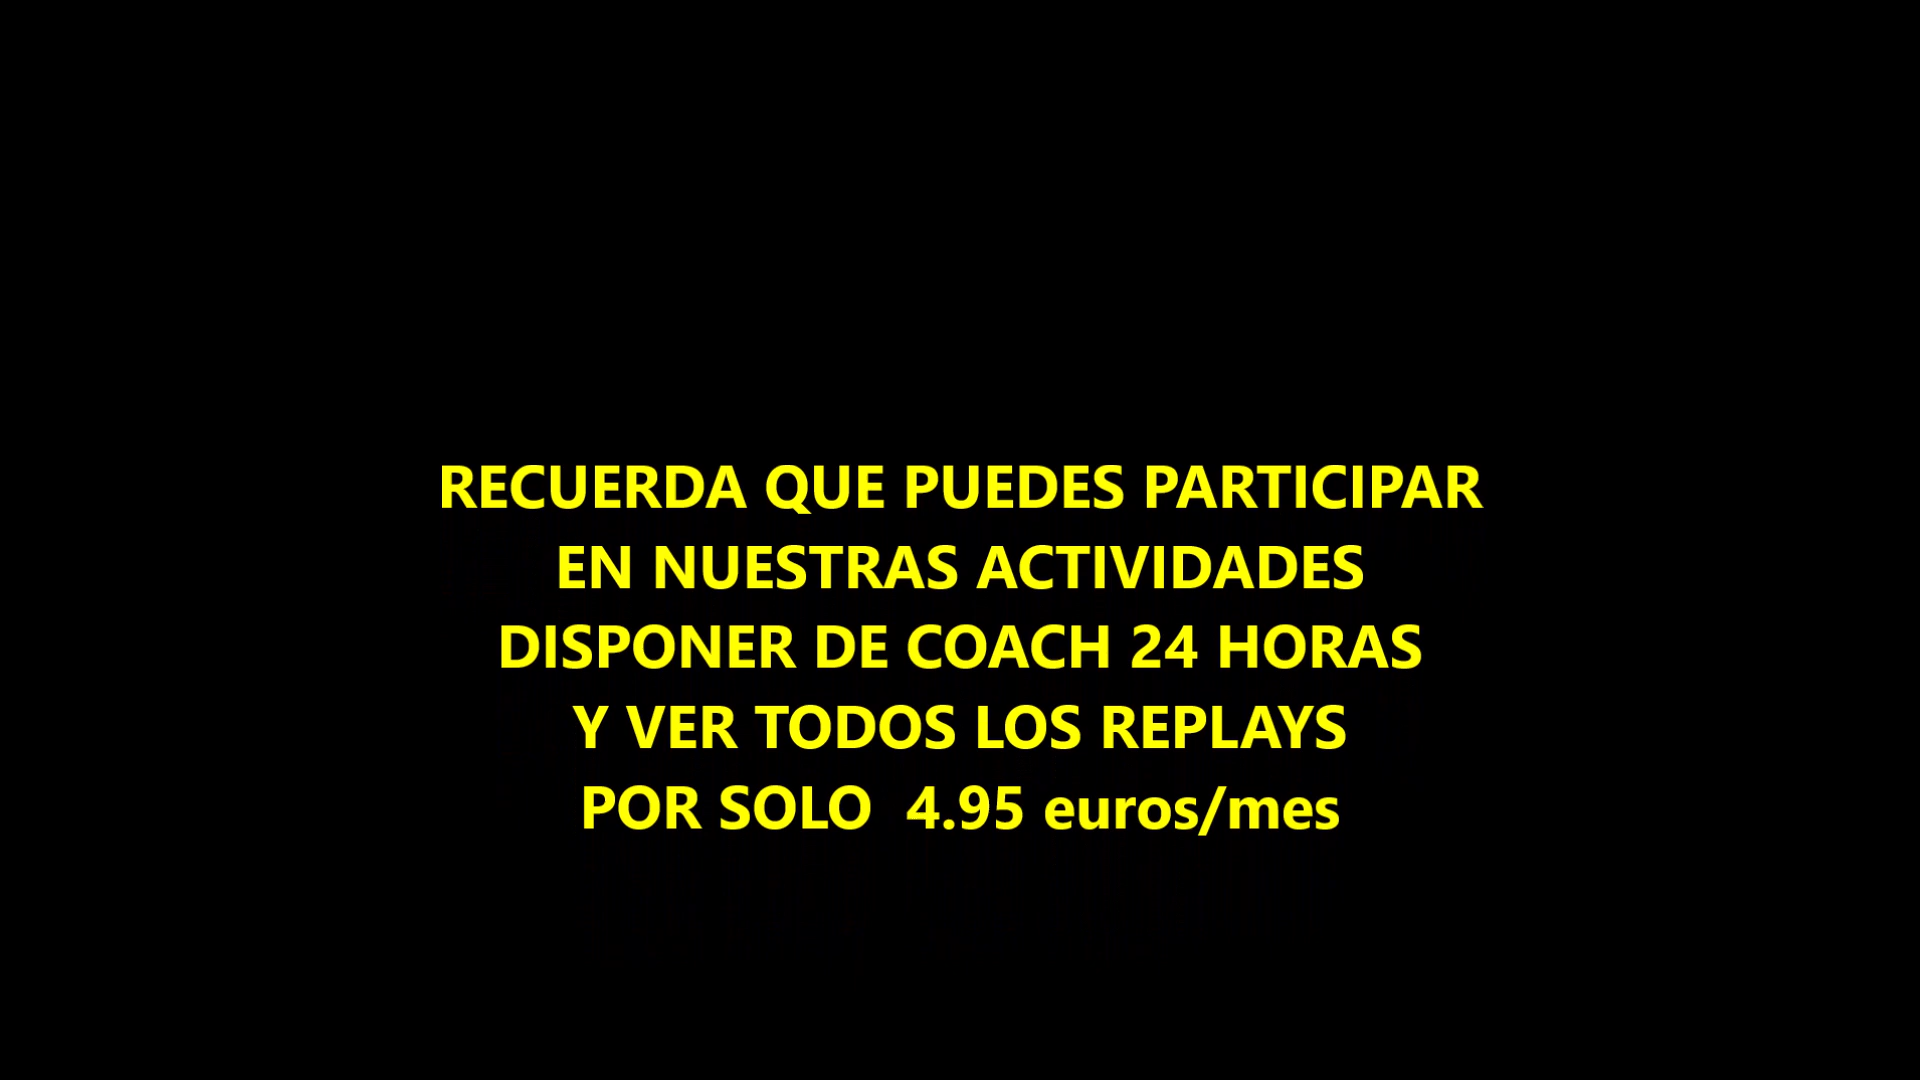 RECUERDA QUE PUEDES PARTICIPAR
EN NUESTRAS ACTIVIDADES
DISPONER DE COACH 24 HORAS
Y VER TODOS LOS REPLAYS
POR SOLO  4.95 euros/mes